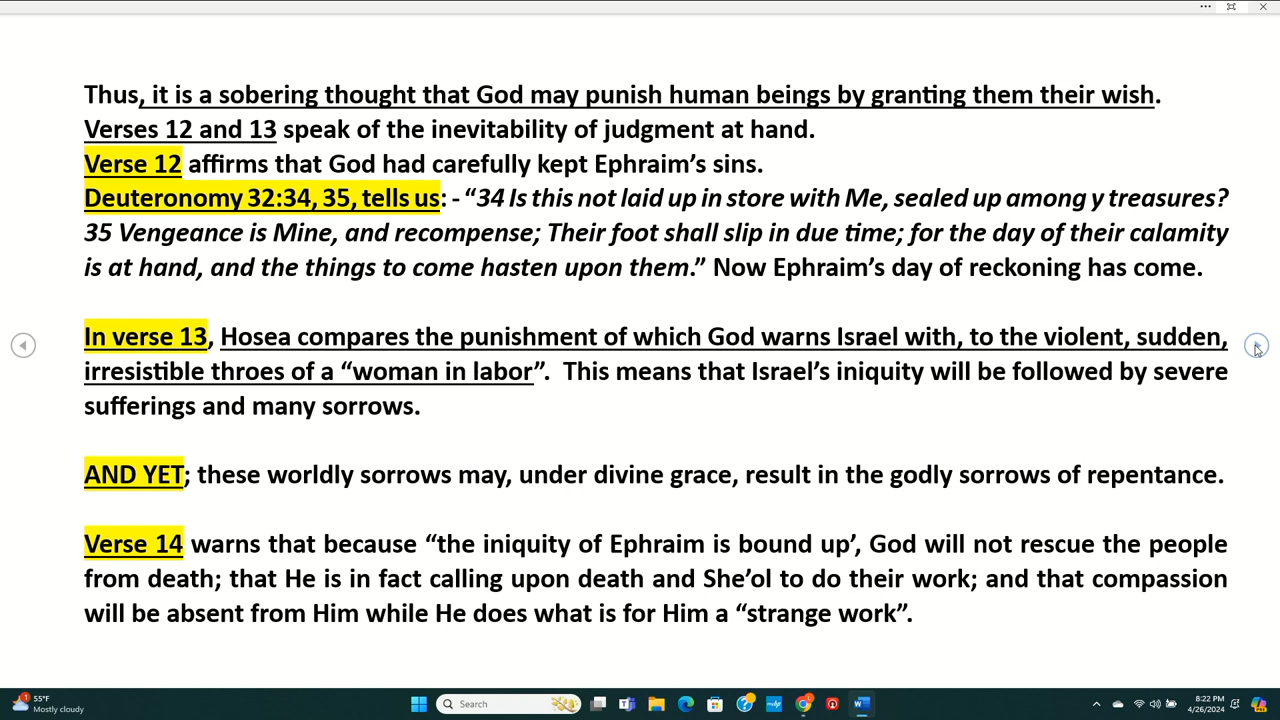 Thus, it is a sobering thought that God may punish human beings by granting them their wish.
Verses 12 and 13 speak of the inevitability of judgment at hand.
Verse 12 affirms that God had carefully kept Ephraim’s sins.
Deuteronomy 32:34, 35, tells us: - “34 Is this not laid up in store with Me, sealed up among y treasures?
35 Vengeance is Mine, and recompense; Their foot shall slip in due time; for the day of their calamity
is at hand, and the things to come hasten upon them.” Now Ephraim’s day of reckoning has come.
In verse 13, Hosea compares the punishment of which God warns Israel with, to the violent, sudden,
irresistible throes of a “woman in labor”. This means that Israel’s iniquity will be followed by severe
sufferings and many sorrows.
AND YET; these worldly sorrows may, under divine grace, result in the godly sorrows of repentance.
Verse 14 warns that because “the iniquity of Ephraim is bound up’, God will not rescue the people
from death; that He is in fact calling upon death and She’ol to do their work; and that compassion
will be absent from Him while He does what is for Him a “strange work”.
1
55°F
Mostly cloudy
Search
8:22 PM
4/26/2024